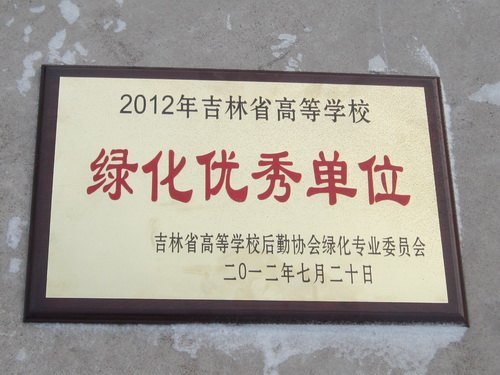 2012年吉林省高等学校
绿化优秀单位
吉林省高等学校后勤协会绿化专业委员会
二0一二年七月二十日